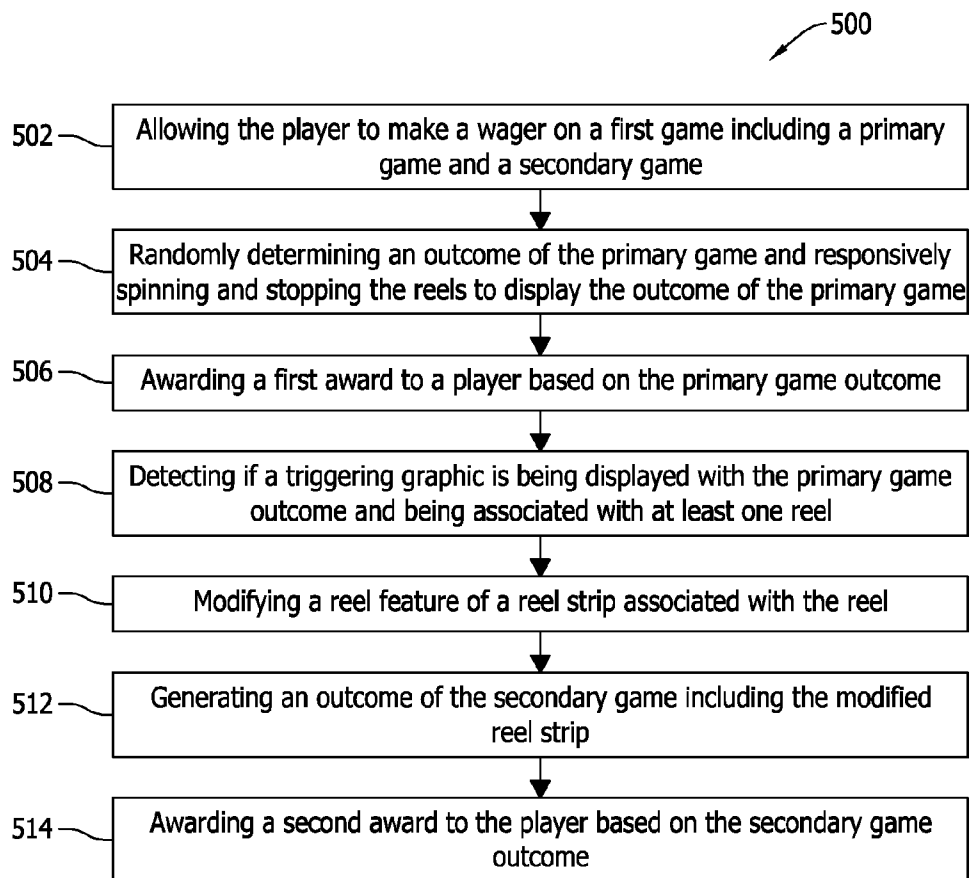 500
502
Allowing the player to make a wager on a first game including a primary
game and a secondary game
504
Randomly determining an outcome of the primary game and responsively
spinning and stopping the reels to display the outcome of the primary game
506
Awarding a first award to a player based on the primary game outcome
508
Detecting if a triggering graphic is being displayed with the primary game
outcome and being associated with at least one reel
510
Modifying a reel feature of a reel strip associated with the reel
512
Generating an outcome of the secondary game including the modified
reel strip
514
Awarding a second award to the player based on the secondary game
outcome